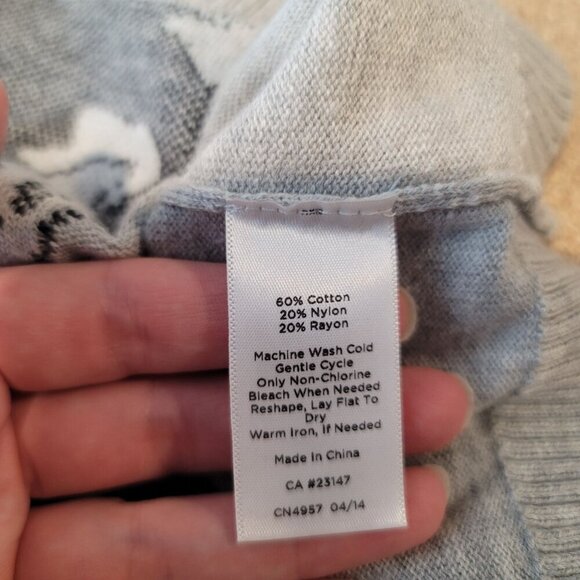 60% Cotton
20% Nylon
20% Rayon
Machine Wash Cold
Gentle Cycle
Only Non-Chlorine
Bleach When Needed
Reshape, Lay Flat To
Dry
Warm Iron, If Needed
Made In China
CA #23147
CN4957 04/14